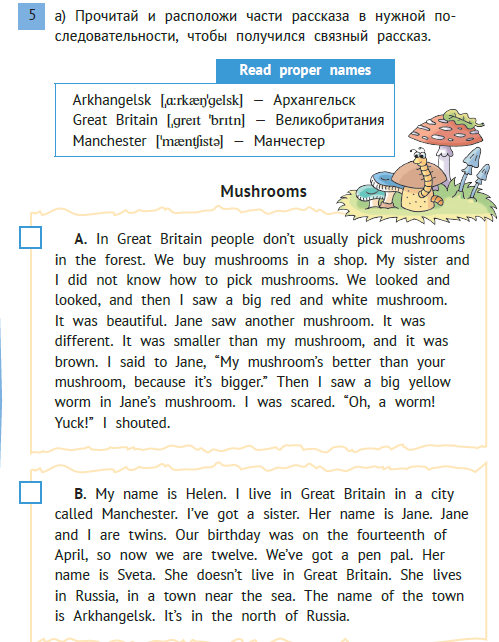 5 а) Прочитай и расположи части рассказа в нужной по-
следовательности, чтобы получился связный рассказ.
Read proper names
Arkhangelsk [ˌɑːrkæŋ'gelsk] — Архангельск
Great Britain [ˌgreɪt 'brɪtn] — Великобритания
Manchester ['mæntʃɪstə] — Манчестер
Mushrooms
A. In Great Britain people don't usually pick mushrooms
in the forest. We buy mushrooms in a shop. My sister and
I did not know how to pick mushrooms. We looked and
looked, and then I saw a big red and white mushroom.
It was beautiful. Jane saw another mushroom. It was
different. It was smaller than my mushroom, and it was
brown. I said to Jane, “My mushroom's better than your
mushroom, because it's bigger.” Then I saw a big yellow
worm in Jane's mushroom. I was scared. “Oh, a worm!
Yuck!” I shouted.
B. My name is Helen. I live in Great Britain in a city
called Manchester. I've got a sister. Her name is Jane. Jane
and I are twins. Our birthday was on the fourteenth of
April, so now we are twelve. We've got a pen pal. Her
name is Sveta. She doesn't live in Great Britain. She lives
in Russia, in a town near the sea. The name of the town
is Arkhangelsk. It's in the north of Russia.